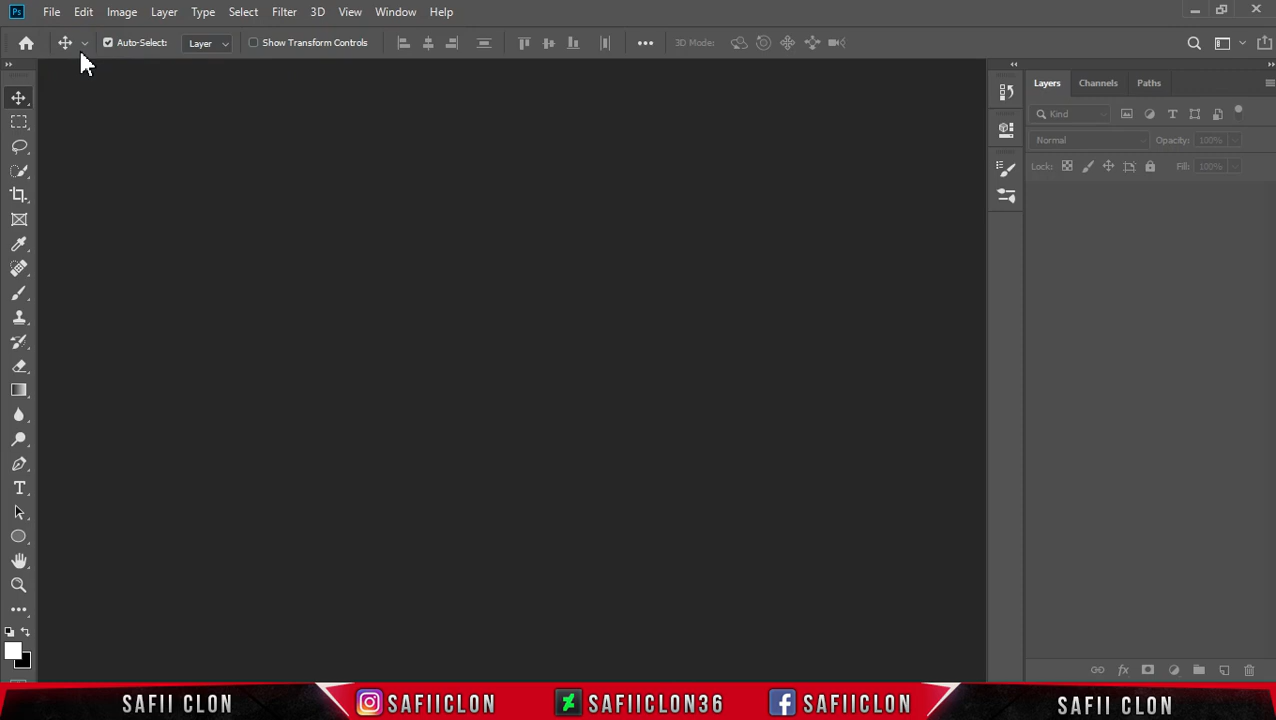 Ps File Edit Image Layer Type Select Filter 3D View Window Help
Auto-Select: Layer Show Transform Controls 3D Mode:
Layers Channels Paths
Kind
Normal Opacity: 100%
Lock: Fill: 100%
T
SAFII CLON SAFIICLON SAFIICLON36 SAFIICLON SAFII CLON